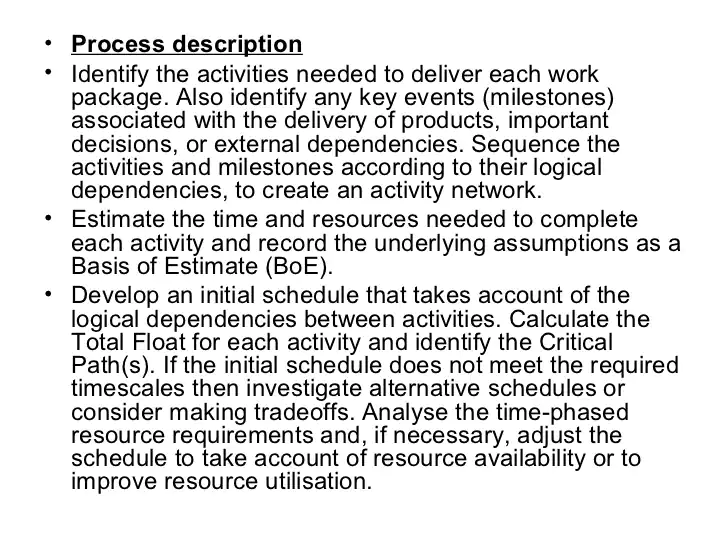 • Process description
• Identify the activities needed to deliver each work
package. Also identify any key events (milestones)
associated with the delivery of products, important
decisions, or external dependencies. Sequence the
activities and milestones according to their logical
dependencies, to create an activity network.
• Estimate the time and resources needed to complete
each activity and record the underlying assumptions as a
Basis of Estimate (BoE).
• Develop an initial schedule that takes account of the
logical dependencies between activities. Calculate the
Total Float for each activity and identify the Critical
Path(s). If the initial schedule does not meet the required
timescales then investigate alternative schedules or
consider making tradeoffs. Analyse the time-phased
resource requirements and, if necessary, adjust the
schedule to take account of resource availability or to
improve resource utilisation.